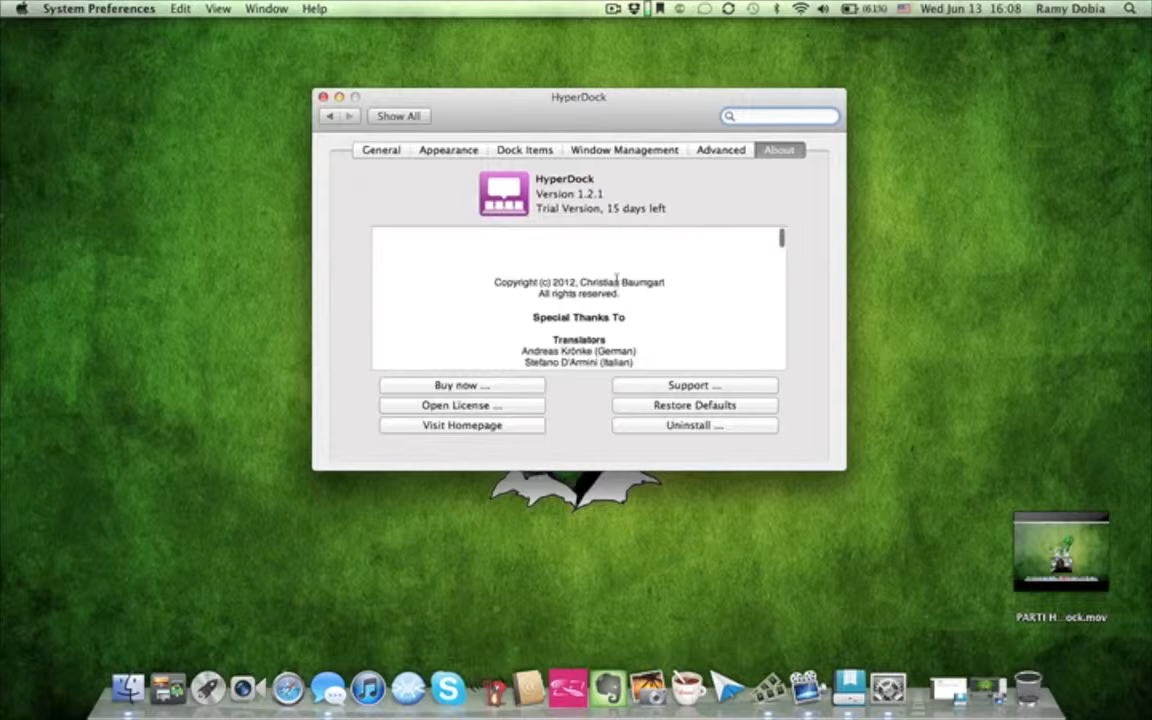 System Preferences Edit View Window Help (61%) Wed Jun 13 16:08 Ramy Dobia
HyperDock
Show All
General Appearance Dock Items Window Management Advanced About
HyperDock
Version 1.2.1
Trial Version, 15 days left
Copyright (c) 2012, Christian Baumgart
All rights reserved.
Special Thanks To
Translators
Andreas Krönke (German)
Stefano D'Armini (Italian)
Buy now ... Support ...
Open License ... Restore Defaults
Visit Homepage Uninstall ...
PARTI H...ock.mov